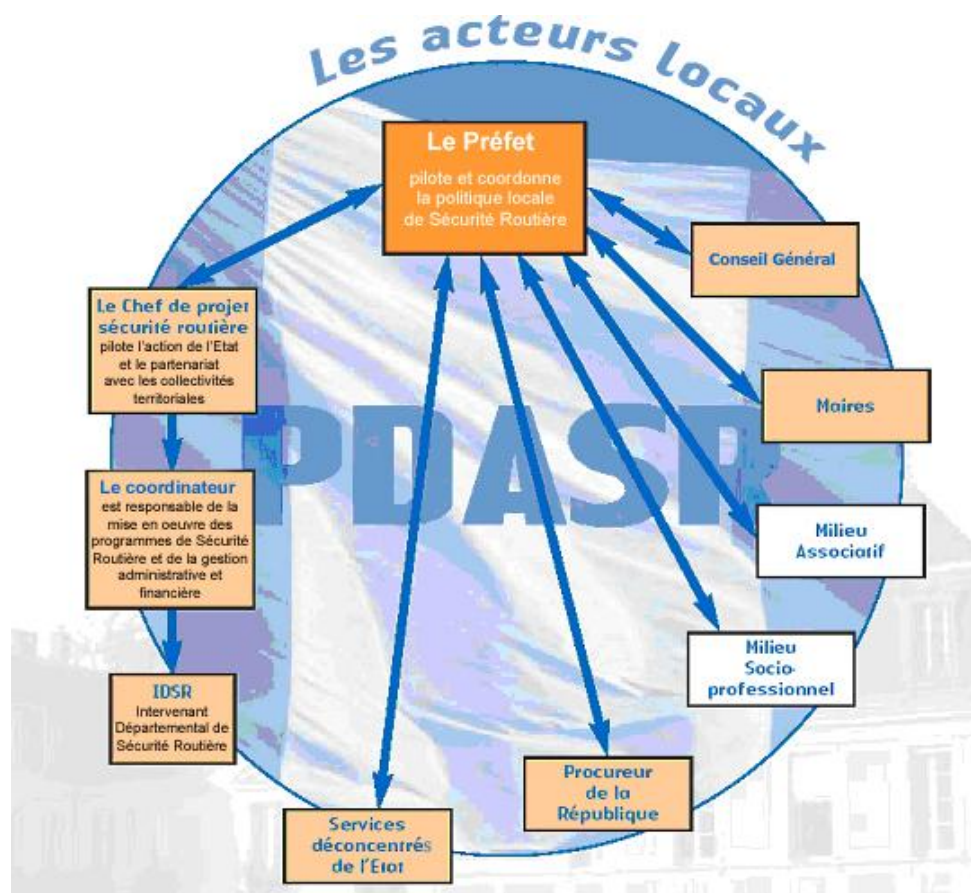 Les acteurs locaux
Le Préfet
pilote et coordonne
la politique locale
de Sécurité Routière
Conseil Général
Le Chef de projet
sécurité routière
pilote l'action de l'Etat
et le partenariat
avec les collectivités
territoriales
Maires
PDASR
Le coordinateur
est responsable de la
mise en oeuvre des
programmes de Sécurité
Routière et de la gestion
administrative et
financière
Milieu
Associatif
Milieu
Socio-
professionnel
IDSR
Intervenant
Départemental de
Sécurité Routière
Procureur
de la
République
Services
déconcentrés
de l'Etat